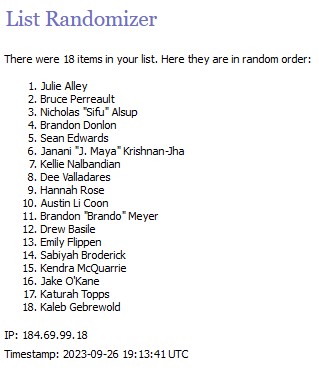 List Randomizer
There were 18 items in your list. Here they are in random order:
1. Julie Alley
2. Bruce Perreault
3. Nicholas "Sifu" Alsup
4. Brandon Donlon
5. Sean Edwards
6. Janani "J. Maya" Krishnan-Jha
7. Kellie Nalbandian
8. Dee Valladares
9. Hannah Rose
10. Austin Li Coon
11. Brandon "Brando" Meyer
12. Drew Basile
13. Emily Flippen
14. Sabiyah Broderick
15. Kendra McQuarrie
16. Jake O'Kane
17. Katurah Topps
18. Kaleb Gebrewold
IP: 184.69.99.18
Timestamp: 2023-09-26 19:13:41 UTC